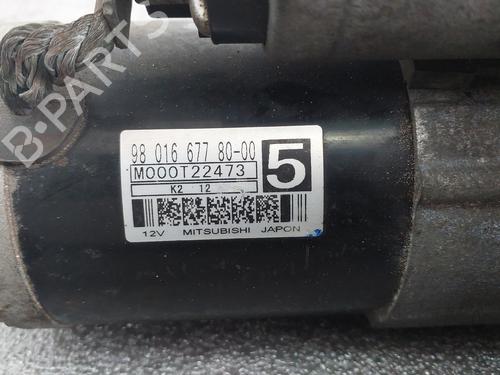 B-PARTS
98 016 677 80-00
M000T22473
5
K2 12
12V MITSUBISHI JAPON